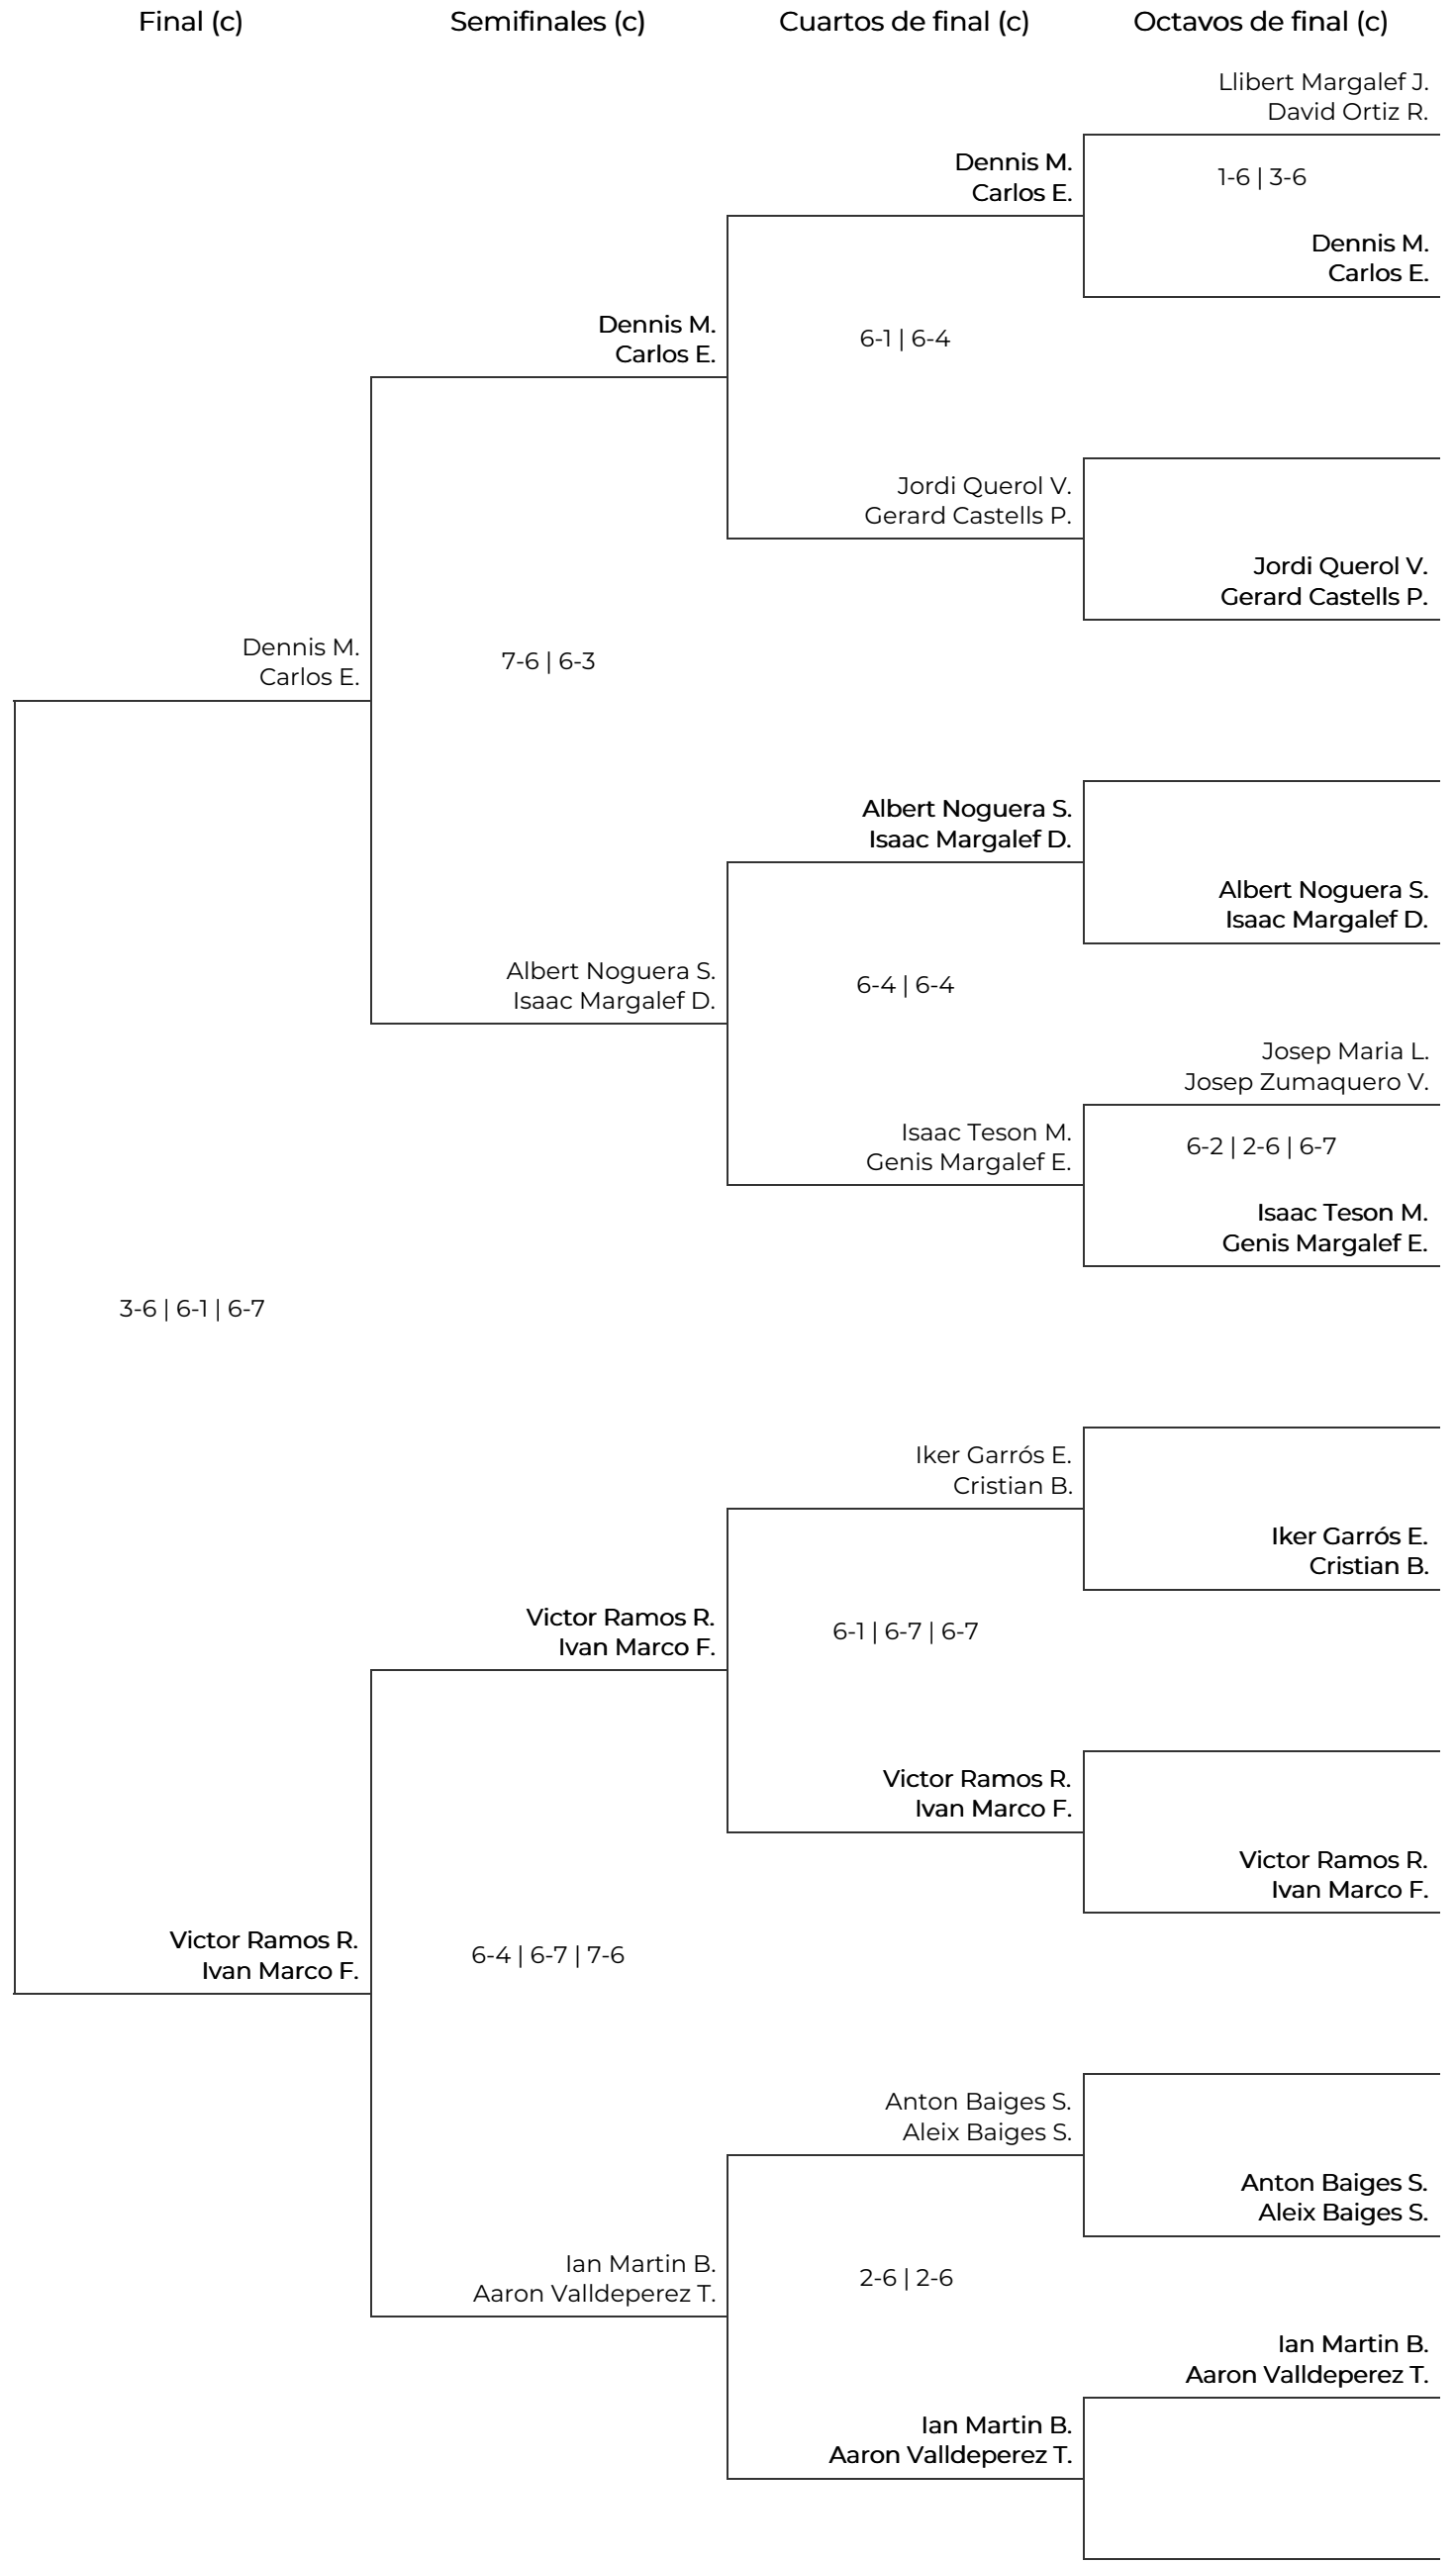 Final (c)
Semifinales (c)
Cuartos de final (c)
Octavos de final (c)
Llibert Margalef J.
David Ortiz R.
Dennis M.
Carlos E.
1-6 | 3-6
Dennis M.
Carlos E.
Dennis M.
Carlos E.
6-1 | 6-4
Jordi Querol V.
Gerard Castells P.
Jordi Querol V.
Gerard Castells P.
Dennis M.
Carlos E.
7-6 | 6-3
Albert Noguera S.
Isaac Margalef D.
Albert Noguera S.
Isaac Margalef D.
Albert Noguera S.
Isaac Margalef D.
6-4 | 6-4
Josep Maria L.
Josep Zumaquero V.
Isaac Teson M.
Genis Margalef E.
6-2 | 2-6 | 6-7
Isaac Teson M.
Genis Margalef E.
3-6 | 6-1 | 6-7
Iker Garrós E.
Cristian B.
Iker Garrós E.
Cristian B.
Victor Ramos R.
Ivan Marco F.
6-1 | 6-7 | 6-7
Victor Ramos R.
Ivan Marco F.
Victor Ramos R.
Ivan Marco F.
Victor Ramos R.
Ivan Marco F.
6-4 | 6-7 | 7-6
Anton Baiges S.
Aleix Baiges S.
Anton Baiges S.
Aleix Baiges S.
Ian Martin B.
Aaron Valldeperez T.
2-6 | 2-6
Ian Martin B.
Aaron Valldeperez T.
Ian Martin B.
Aaron Valldeperez T.